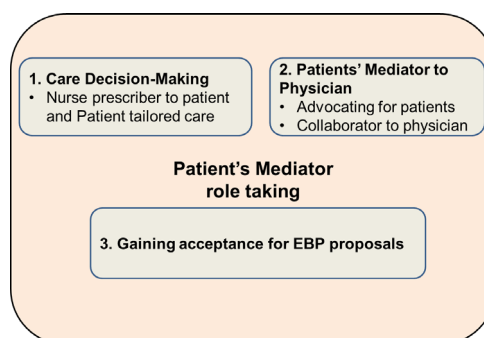 1. Care Decision-Making
• Nurse prescriber to patient
and Patient tailored care
2. Patients' Mediator to
Physician
• Advocating for patients
• Collaborator to physician
Patient's Mediator
role taking
3. Gaining acceptance for EBP proposals